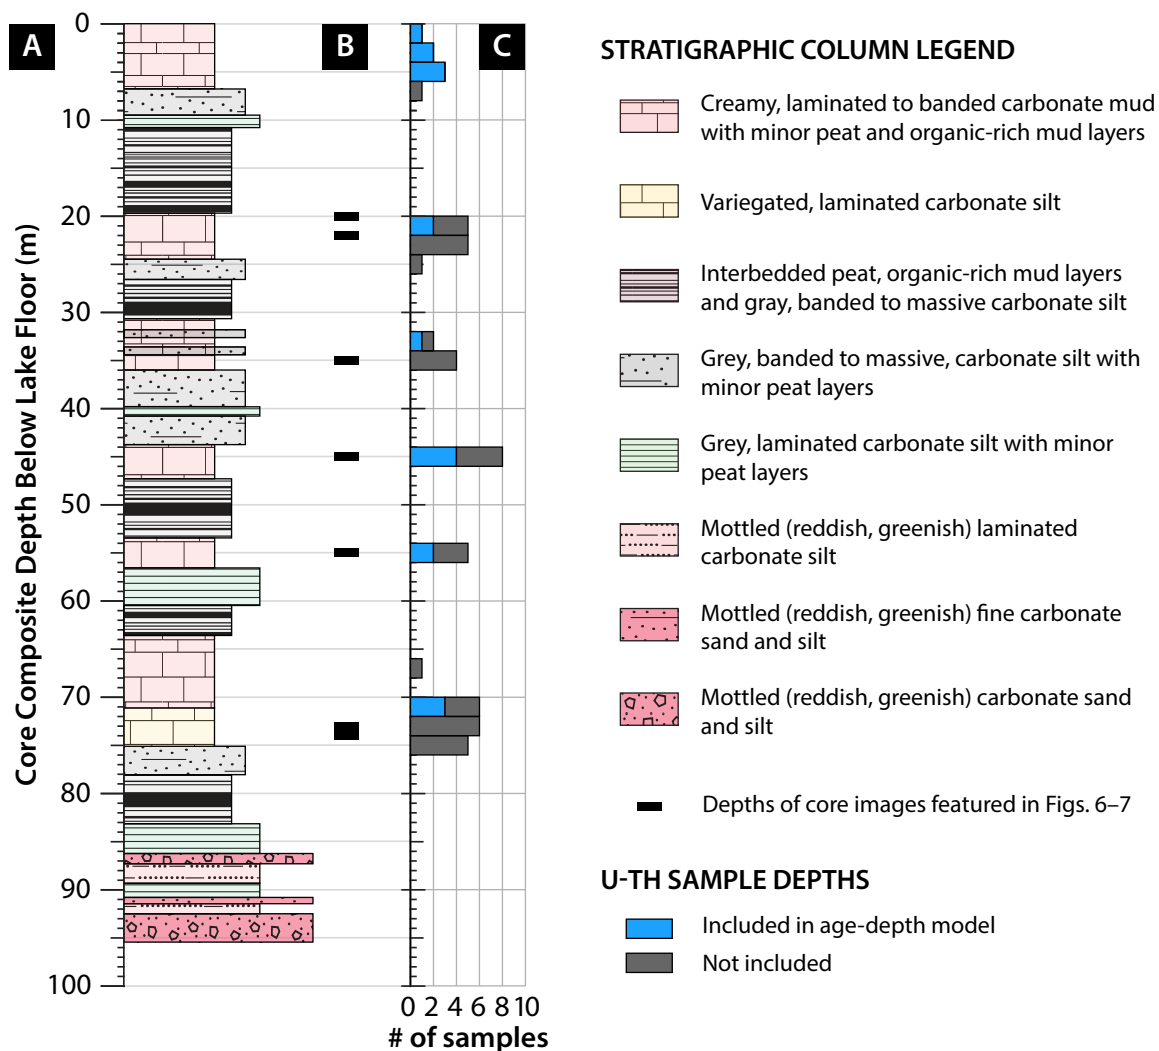 A
B
C
Core Composite Depth Below Lake Floor (m)
0
10
20
30
40
50
60
70
80
90
100
0 2 4 6 8 10
# of samples
STRATIGRAPHIC COLUMN LEGEND
Creamy, laminated to banded carbonate mud
with minor peat and organic-rich mud layers
Variegated, laminated carbonate silt
Interbedded peat, organic-rich mud layers
and gray, banded to massive carbonate silt
Grey, banded to massive, carbonate silt with
minor peat layers
Grey, laminated carbonate silt with minor
peat layers
Mottled (reddish, greenish) laminated
carbonate silt
Mottled (reddish, greenish) fine carbonate
sand and silt
Mottled (reddish, greenish) carbonate sand
and silt
Depths of core images featured in Figs. 6–7
U-TH SAMPLE DEPTHS
Included in age-depth model
Not included